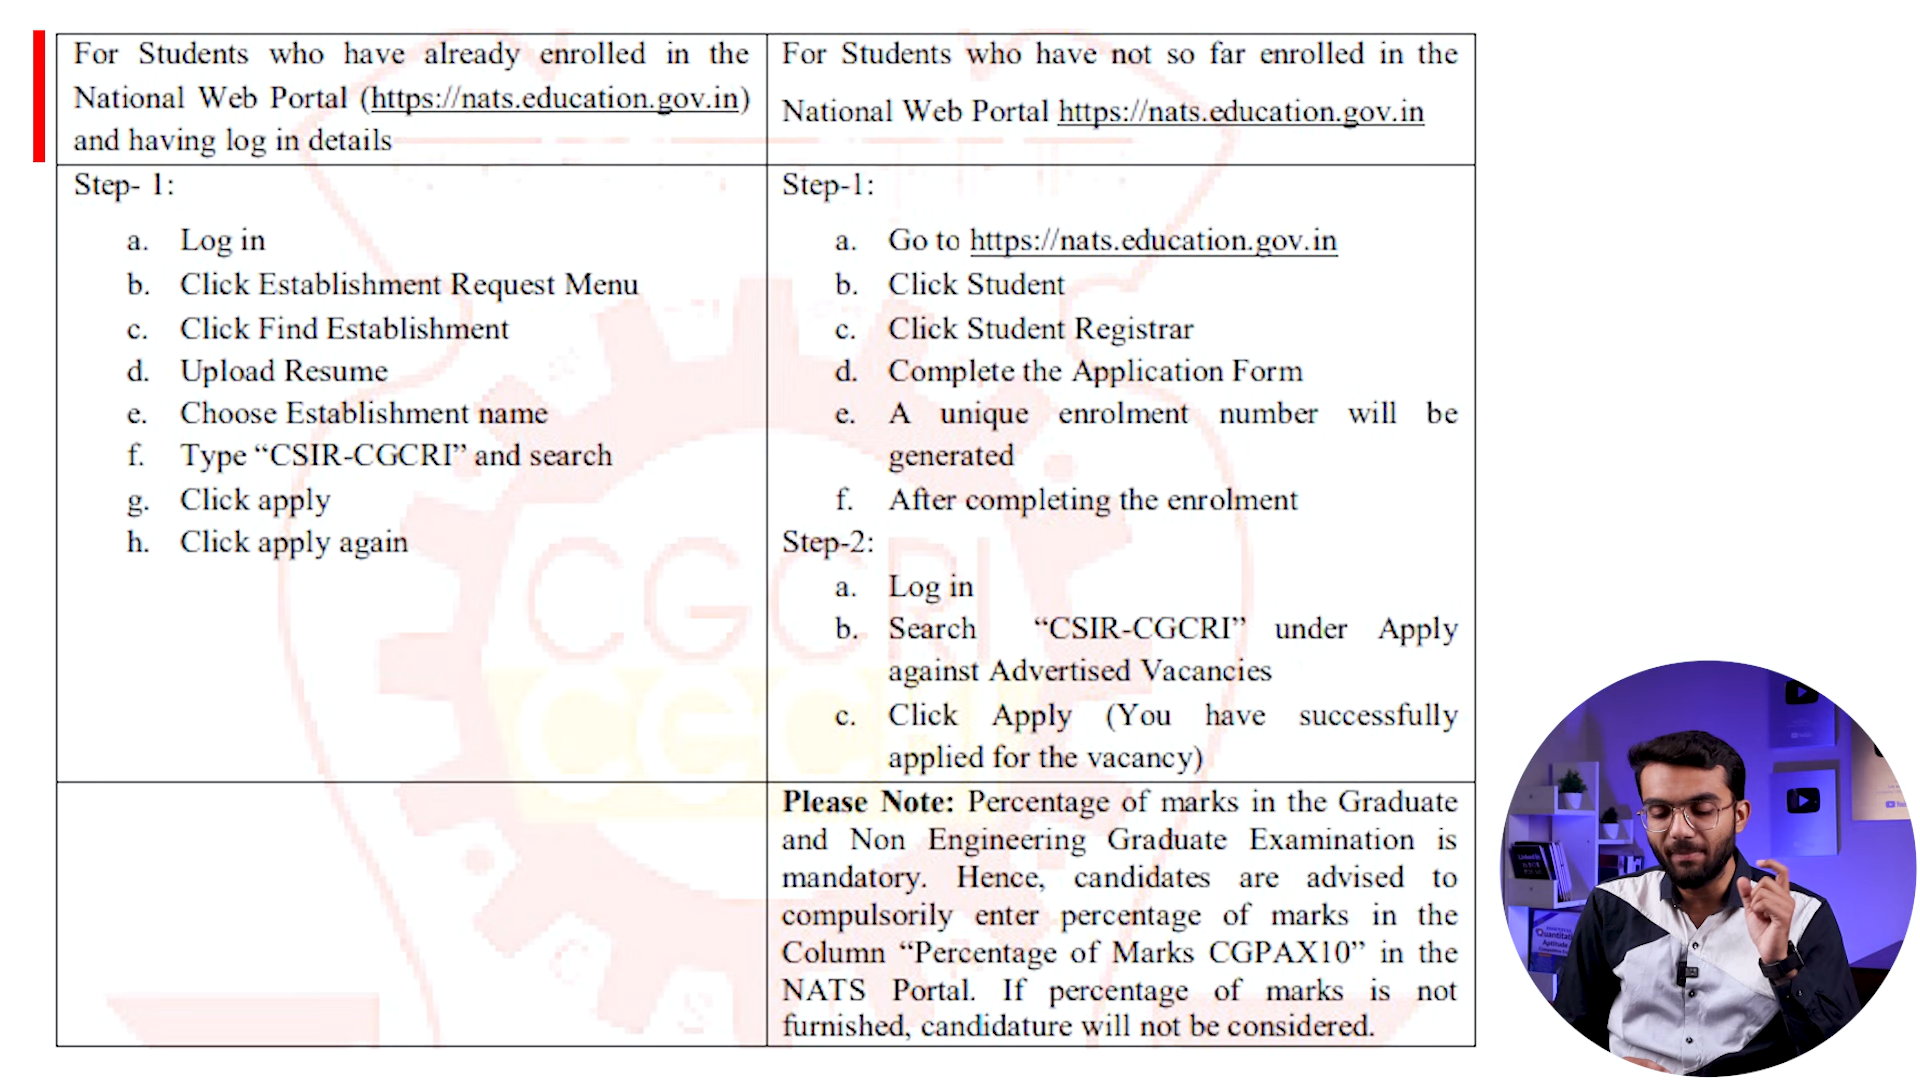 For Students who have already enrolled in the
National Web Portal (https://nats.education.gov.in)
and having log in details
For Students who have not so far enrolled in the
National Web Portal https://nats.education.gov.in
Step- 1:
a. Log in
b. Click Establishment Request Menu
c. Click Find Establishment
d. Upload Resume
e. Choose Establishment name
f. Type “CSIR-CGCRI” and search
g. Click apply
h. Click apply again
Step-1:
a. Go to https://nats.education.gov.in
b. Click Student
c. Click Student Registrar
d. Complete the Application Form
e. A unique enrolment number will be
generated
f. After completing the enrolment
Step-2:
a. Log in
b. Search “CSIR-CGCRI” under Apply
against Advertised Vacancies
c. Click Apply (You have successfully
applied for the vacancy)
Please Note: Percentage of marks in the Graduate
and Non Engineering Graduate Examination is
mandatory. Hence, candidates are advised to
compulsorily enter percentage of marks in the
Column “Percentage of Marks CGPAX10” in the
NATS Portal. If percentage of marks is not
furnished, candidature will not be considered.
CGCRI
CGCRI
Quantitati
Aptitude